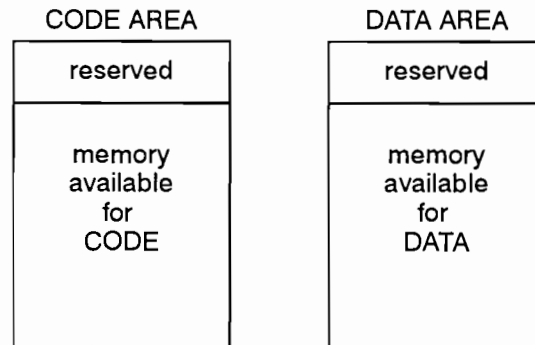 CODE AREA
reserved
memory
available
for
CODE
DATA AREA
reserved
memory
available
for
DATA